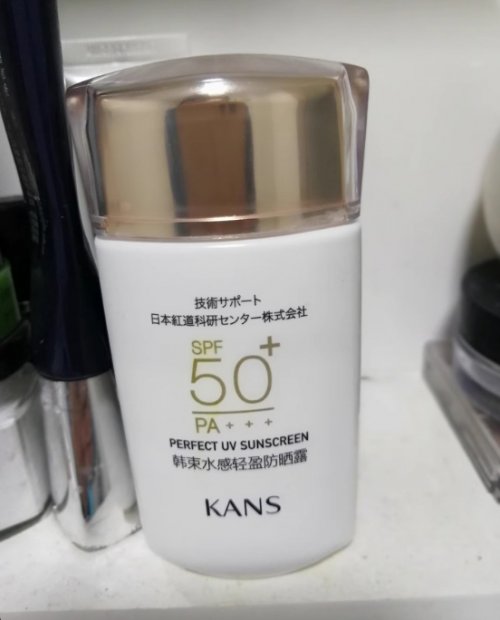 技術サポート
日本紅道科研センター株式会社
SPF
50+
PA + + +
PERFECT UV SUNSCREEN
韩束水感轻盈防晒露
KANS